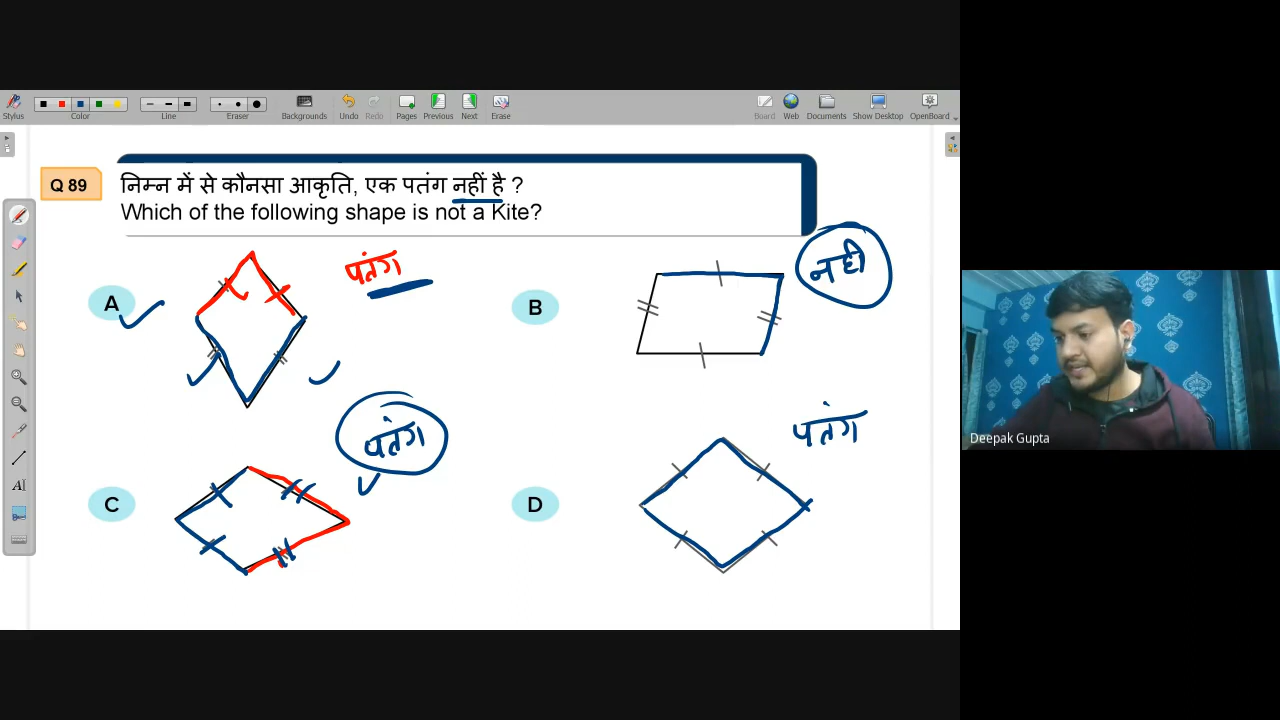 Stylus
Color
Line
Eraser
Backgrounds
Undo
Redo
Pages
Previous
Next
Erase
Board
Web
Documents
Show Desktop
OpenBoard
Q 89
निम्न में से कौनसा आकृति, एक पतंग नहीं है ?
Which of the following shape is not a Kite?
A
पतंग
B
नही
C
पतंग
D
पतंग
Deepak Gupta